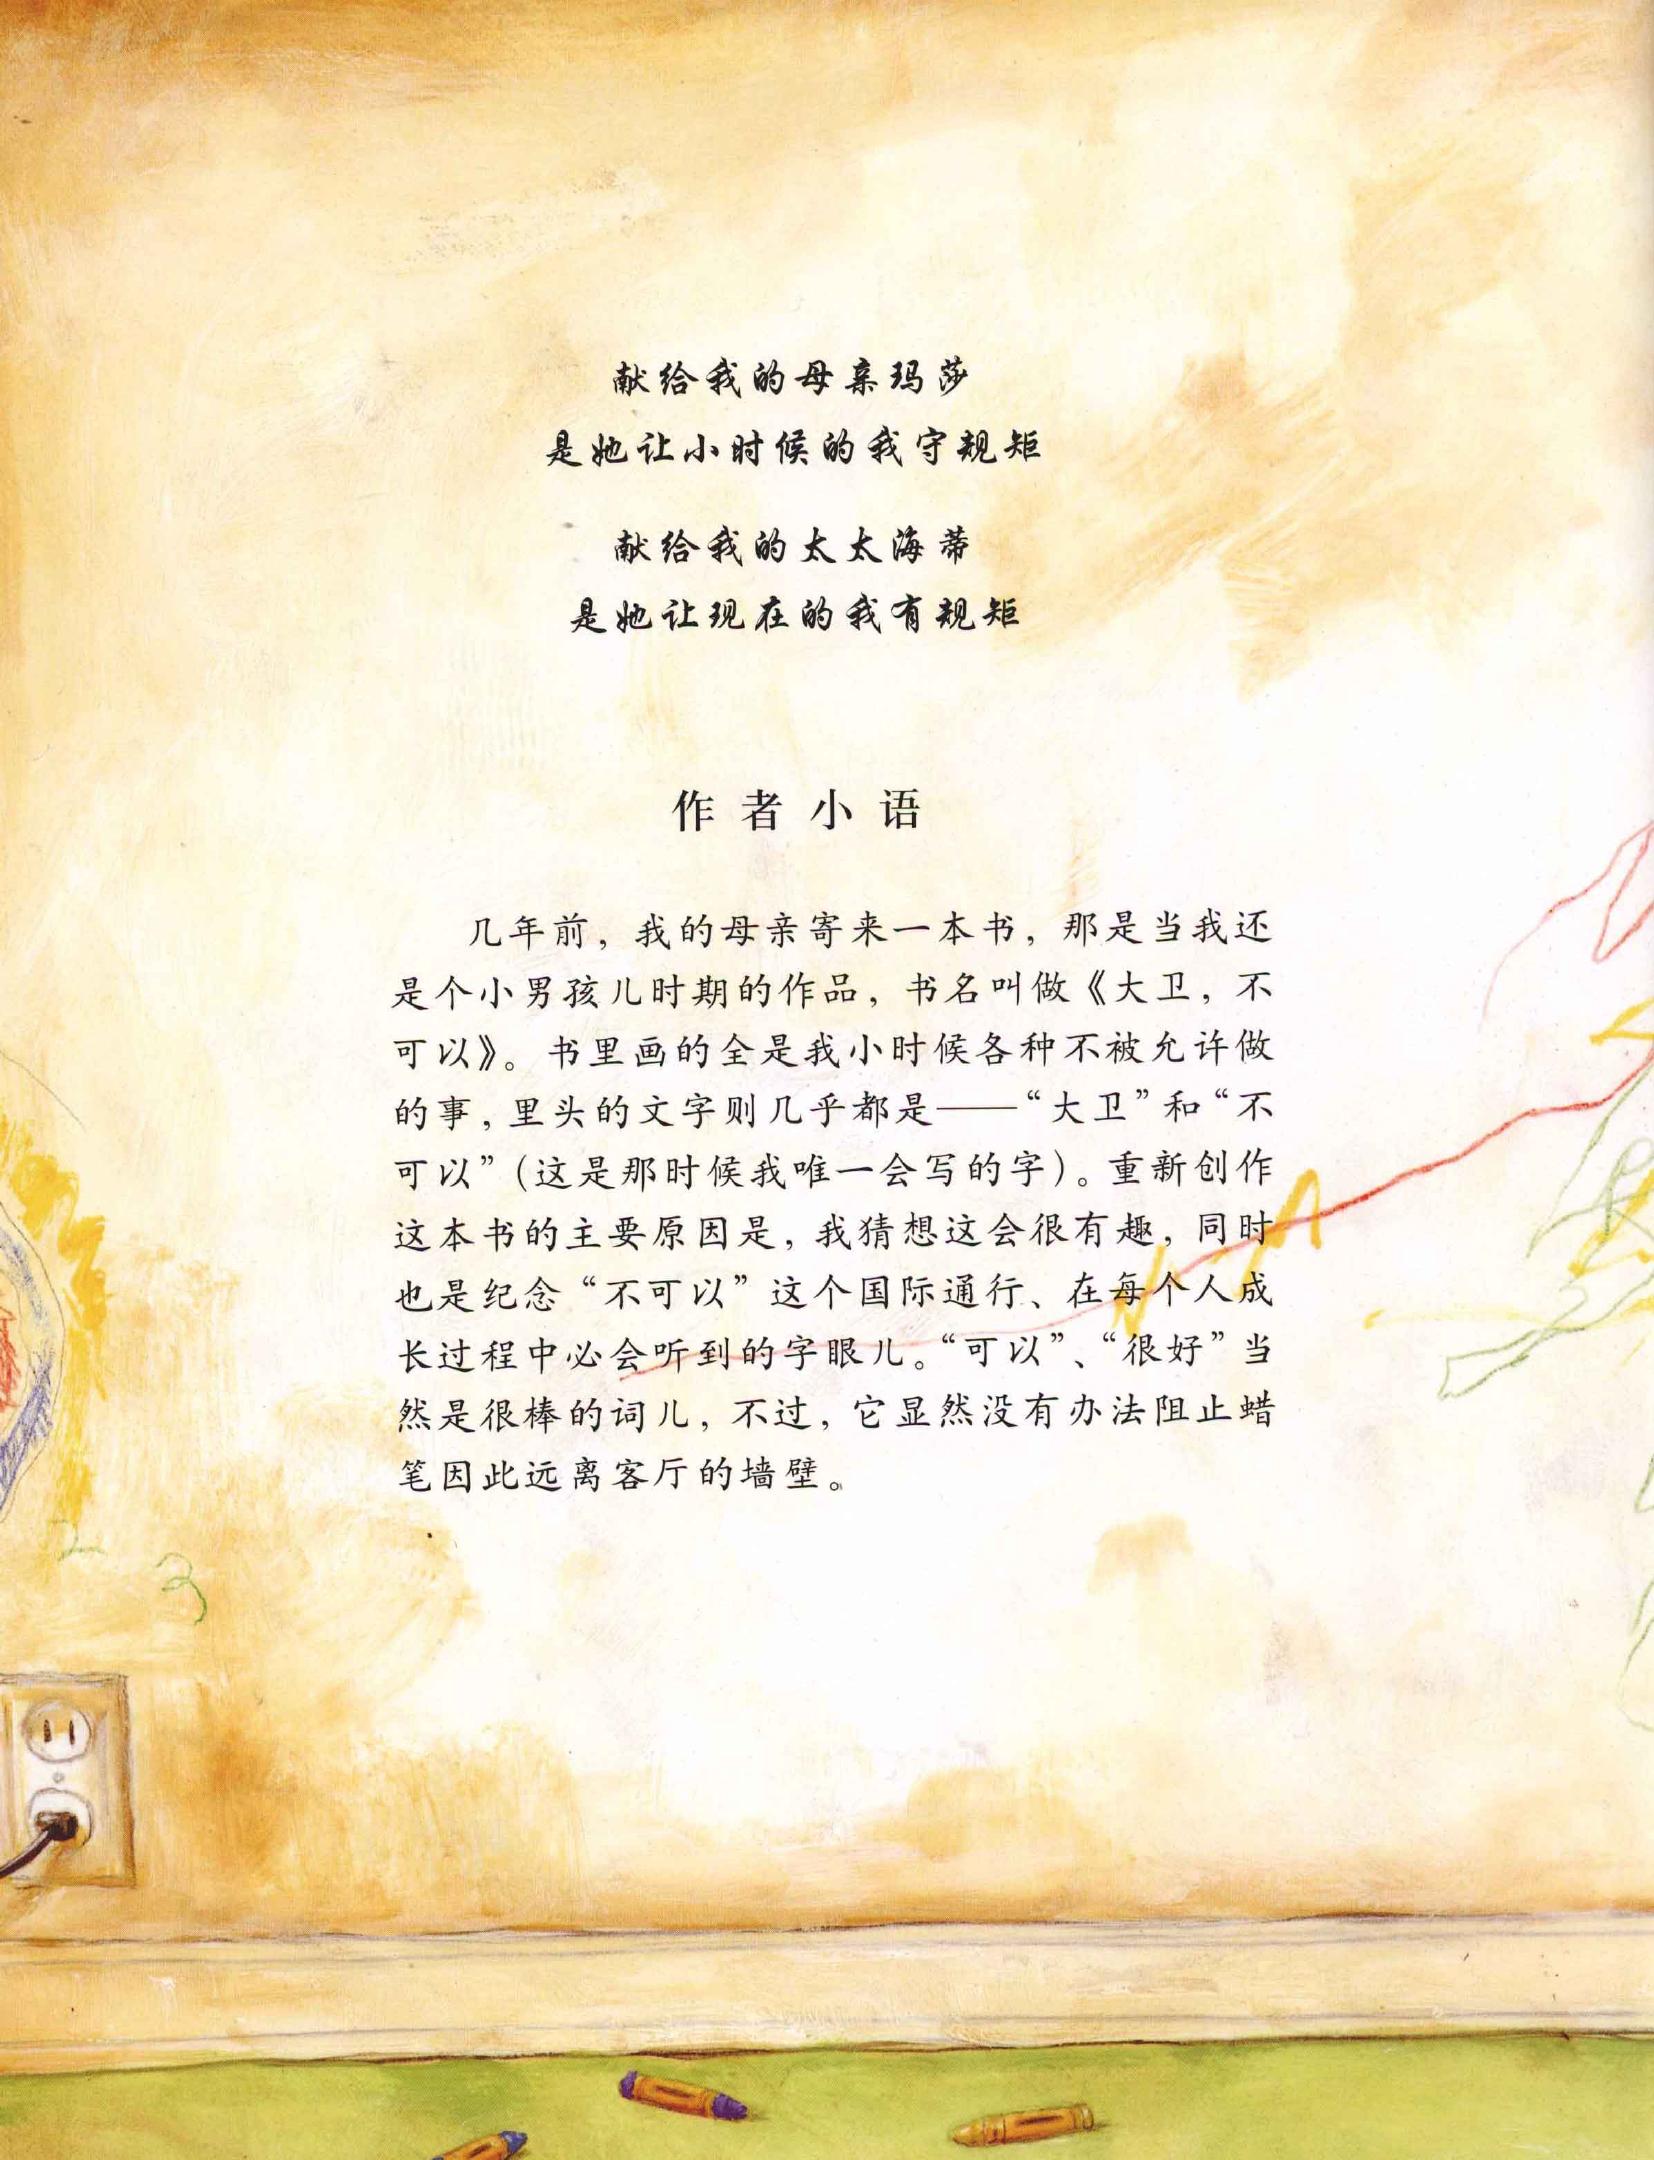 献给我的母亲玛莎
是她让小时候的我守规矩
献给我的太太海蒂
是她让现在的我有规矩
作者小语
几年前，我的母亲寄来一本书，那是当我还
是个小男孩儿时期的作品，书名叫做《大卫，不
可以》。书里画的全是我小时候各种不被允许做
的事，里头的文字则几乎都是——“大卫”和“不
可以”（这是那时候我唯一会写的字）。重新创作
这本书的主要原因是，我猜想这会很有趣，同时
也是纪念“不可以”这个国际通行、在每个人成
长过程中必会听到的字眼儿。“可以”、“很好”当
然是很棒的词儿，不过，它显然没有办法阻止蜡
笔因此远离客厅的墙壁。
2
3